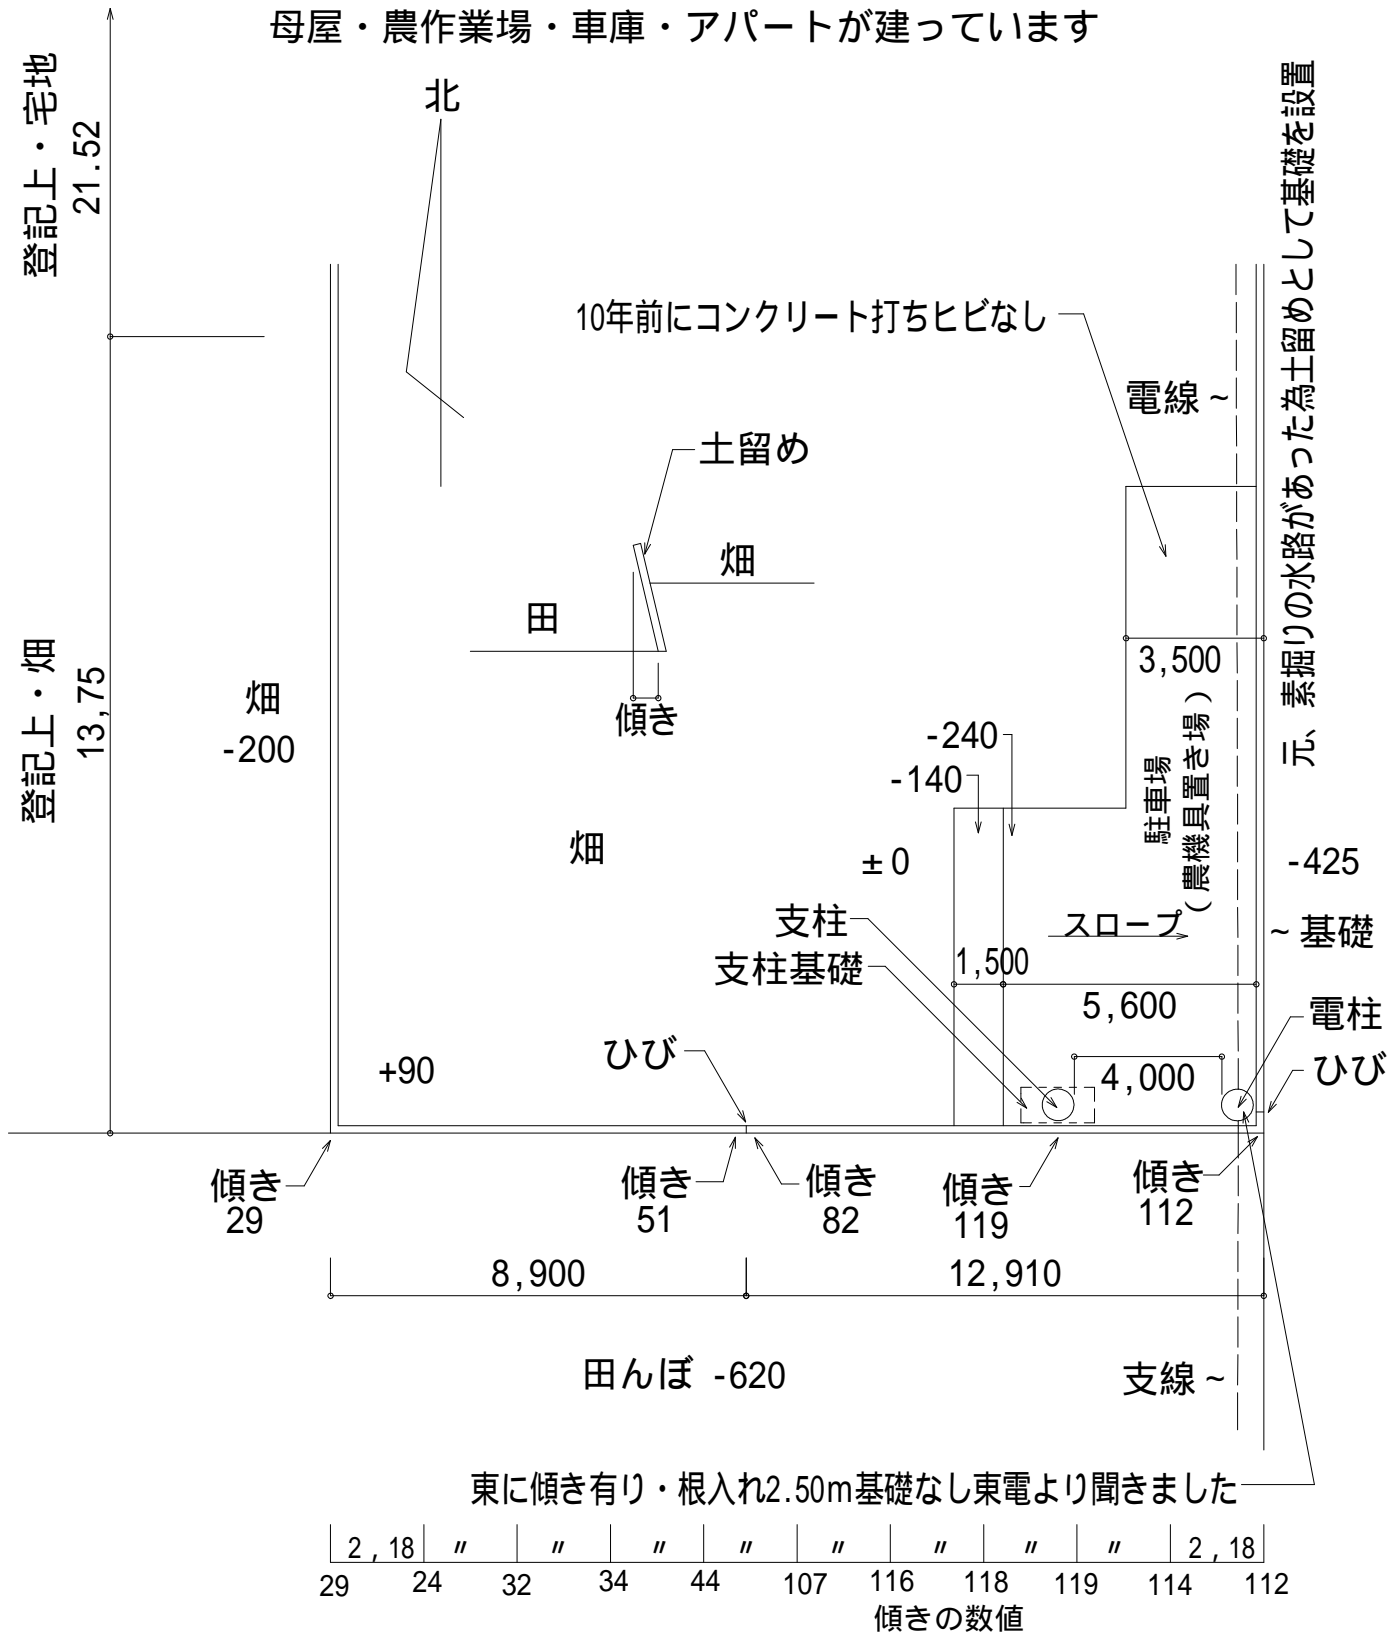 母屋・農作業場・車庫・アパートが建っています
登記上・宅地
21.52
北
元、素掘りの水路があった為土留めとして基礎を設置
10年前にコンクリート打ちヒビなし
電線～
土留め
畑
田
傾き
3,500
登記上・畑
13,75
畑
-200
-240
-140
駐車場
（農機具置き場）
畑
±0
-425
支柱
スロープ
～基礎
支柱基礎
1,500
5,600
電柱
ひび
4,000
ひび
+90
傾き
29
傾き
51
傾き
82
傾き
119
傾き
112
8,900
12,910
田んぼ -620
支線～
東に傾き有り・根入れ2.50m基礎なし東電より聞きました
2,18 〃 〃 〃 〃 〃 〃 〃 〃 2,18
29 24 32 34 44 107 116 118 119 114 112
傾きの数値